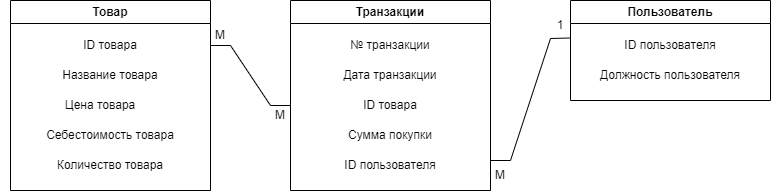 Товар
ID товара
Название товара
Цена товара
Себестоимость товара
Количество товара
M
M
Транзакции
№ транзакции
Дата транзакции
ID товара
Сумма покупки
ID пользователя
M
1
Пользователь
ID пользователя
Должность пользователя